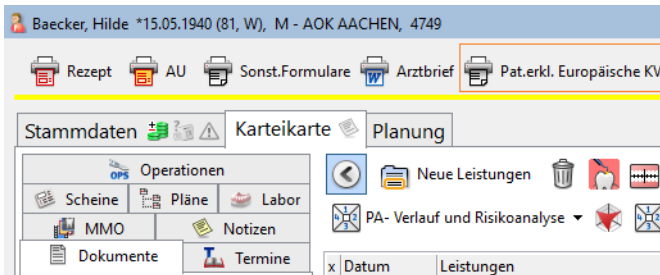 Baecker, Hilde *15.05.1940 (81, W), M - AOK AACHEN, 4749
Rezept AU Sonst.Formulare Arztbrief Pat.erkl. Europäische KV
Stammdaten Karteikarte Planung
OPS Operationen
Neue Leistungen
Scheine Pläne Labor
PA- Verlauf und Risikoanalyse
MMO Notizen
Dokumente Termine
x Datum Leistungen